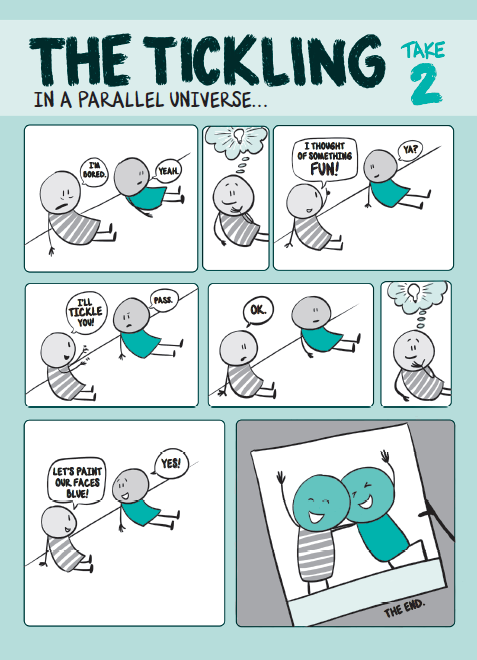 THE TICKLING
TAKE
2
IN A PARALLEL UNIVERSE...
I'M
BORED.
YEAH.
I THOUGHT
OF SOMETHING
FUN!
YA?
I'LL
TICKLE
YOU!
PASS.
OK.
LET'S PAINT
OUR FACES
BLUE!
YES!
THE END.